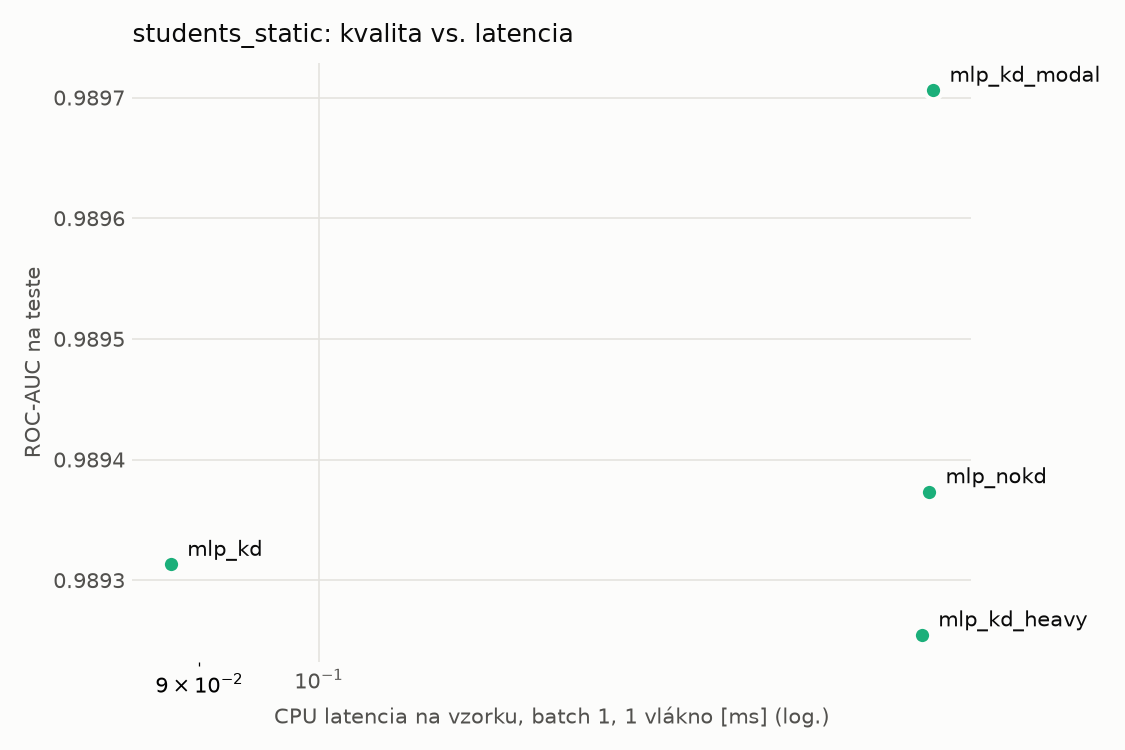 students_static: kvalita vs. latencia
mlp_kd_modal
0.9897
0.9896
0.9895
0.9894
0.9893
ROC-AUC na teste
mlp_nokd
mlp_kd
mlp_kd_heavy
9 × 10⁻²
10⁻¹
CPU latencia na vzorku, batch 1, 1 vlákno [ms] (log.)